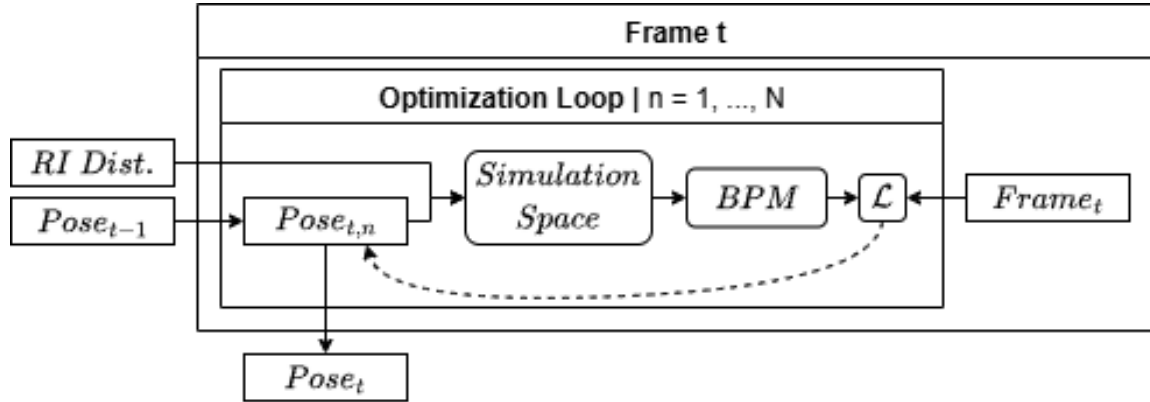 Frame t
Optimization Loop | n = 1, ..., N
RI Dist.
Pose_{t-1}
Pose_{t,n}
Simulation
Space
BPM
ℒ
Frame_t
Pose_t